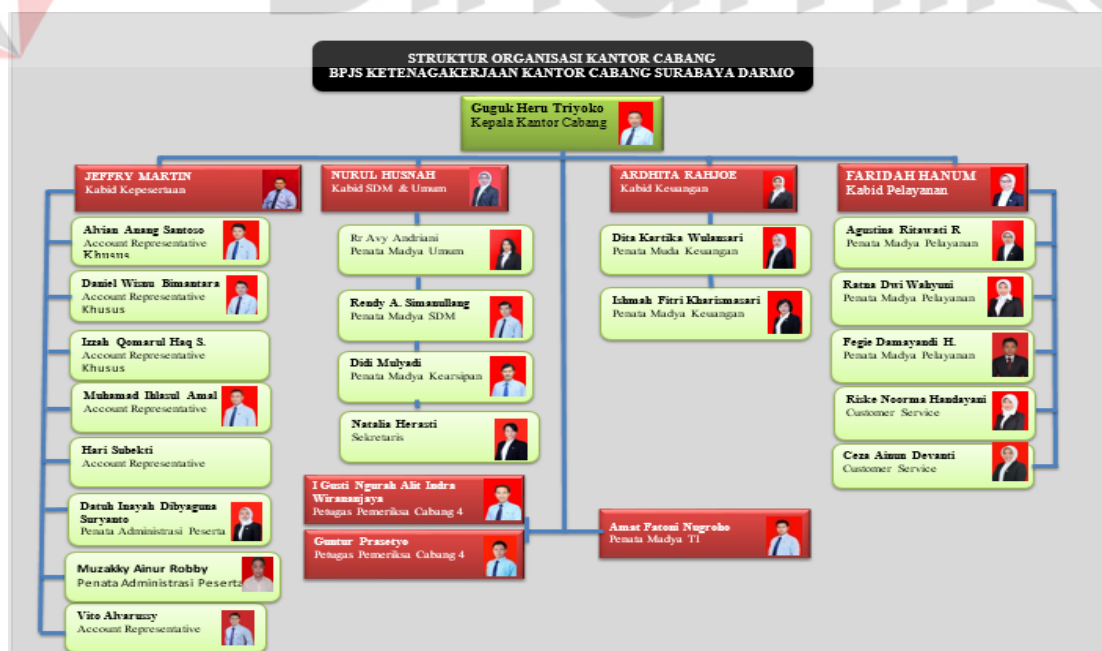 STRUKTUR ORGANISASI KANTOR CABANG
BPJS KETENAGAKERJAAN KANTOR CABANG SURABAYA DARMO
Guguk Heru Triyoko
Kepala Kantor Cabang
JEFFRY MARTIN
Kabid Kepesertaan
Alvian Anang Santoso
Account Representative
Khusus
Daniel Wisnu Bimantara
Account Representative
Khusus
Izzah Qomarul Haq S.
Account Representative
Khusus
Muhamad Ihlasul Amal
Account Representative
Hari Subekti
Account Representative
Datuh Inayah Dibyaguna
Suryanto
Penata Administrasi Peserta
Muzakky Ainur Robby
Penata Administrasi Peserta
Vito Alvarussy
Account Representative
NURUL HUSNAH
Kabid SDM & Umum
Rr Avy Andriani
Penata Madya Umum
Rendy A. Simanullang
Penata Madya SDM
Didi Mulyadi
Penata Madya Kearsipan
Natalia Herasti
Sekretaris
I Gusti Ngurah Alit Indra
Wirananjaya
Petugas Pemeriksa Cabang 4
Guntur Prasetyo
Petugas Pemeriksa Cabang 4
ARDHITA RAHJOE
Kabid Keuangan
Dita Kartika Wulansari
Penata Muda Keuangan
Ishmah Fitri Kharismasari
Penata Madya Keuangan
Amat Fatoni Nugroho
Penata Madya TI
FARIDAH HANUM
Kabid Pelayanan
Agustina Ritawati R
Penata Madya Pelayanan
Ratna Dwi Wahyuni
Penata Madya Pelayanan
Fegie Damayandi H.
Penata Madya Pelayanan
Riske Noorma Handayani
Customer Service
Ceza Ainun Devanti
Customer Service